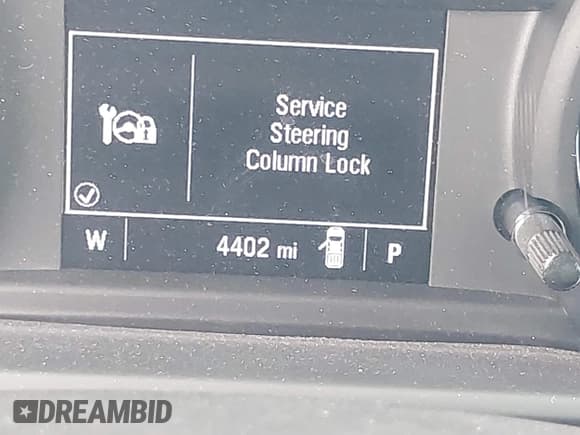 Service
Steering
Column Lock
W
4402 mi
P
DREAMBID